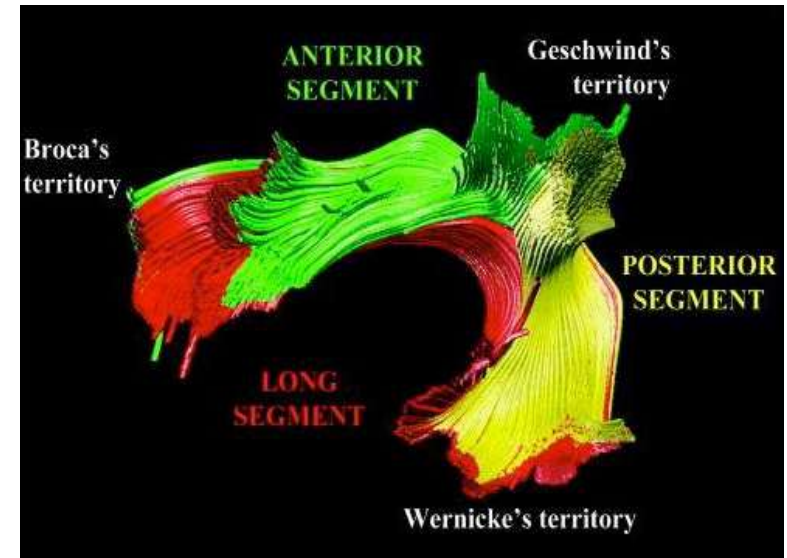 ANTERIOR
SEGMENT
Geschwind’s
territory
Broca’s
territory
POSTERIOR
SEGMENT
LONG
SEGMENT
Wernicke’s territory